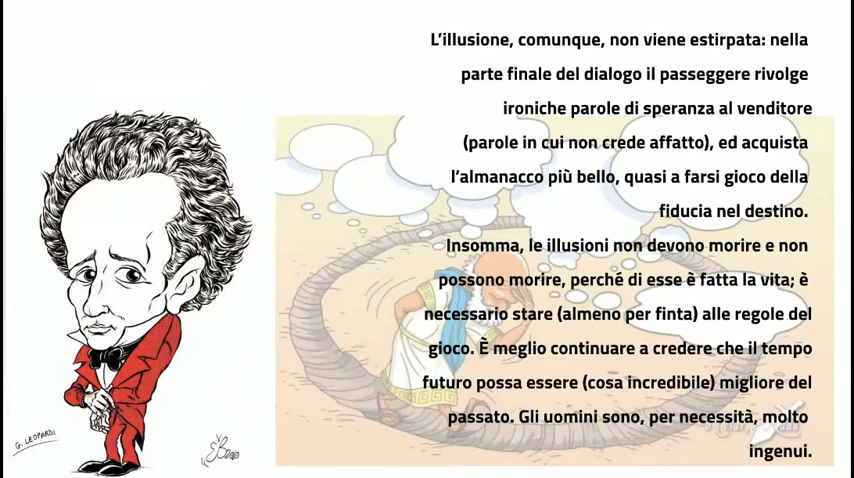 L’illusione, comunque, non viene estirpata: nella
parte finale del dialogo il passeggere rivolge
ironiche parole di speranza al venditore
(parole in cui non crede affatto), ed acquista
l’almanacco più bello, quasi a farsi gioco della
fiducia nel destino.
Insomma, le illusioni non devono morire e non
possono morire, perché di esse è fatta la vita; è
necessario stare (almeno per finta) alle regole del
gioco. È meglio continuare a credere che il tempo
futuro possa essere (cosa incredibile) migliore del
passato. Gli uomini sono, per necessità, molto
ingenui.
G. LEOPARDI